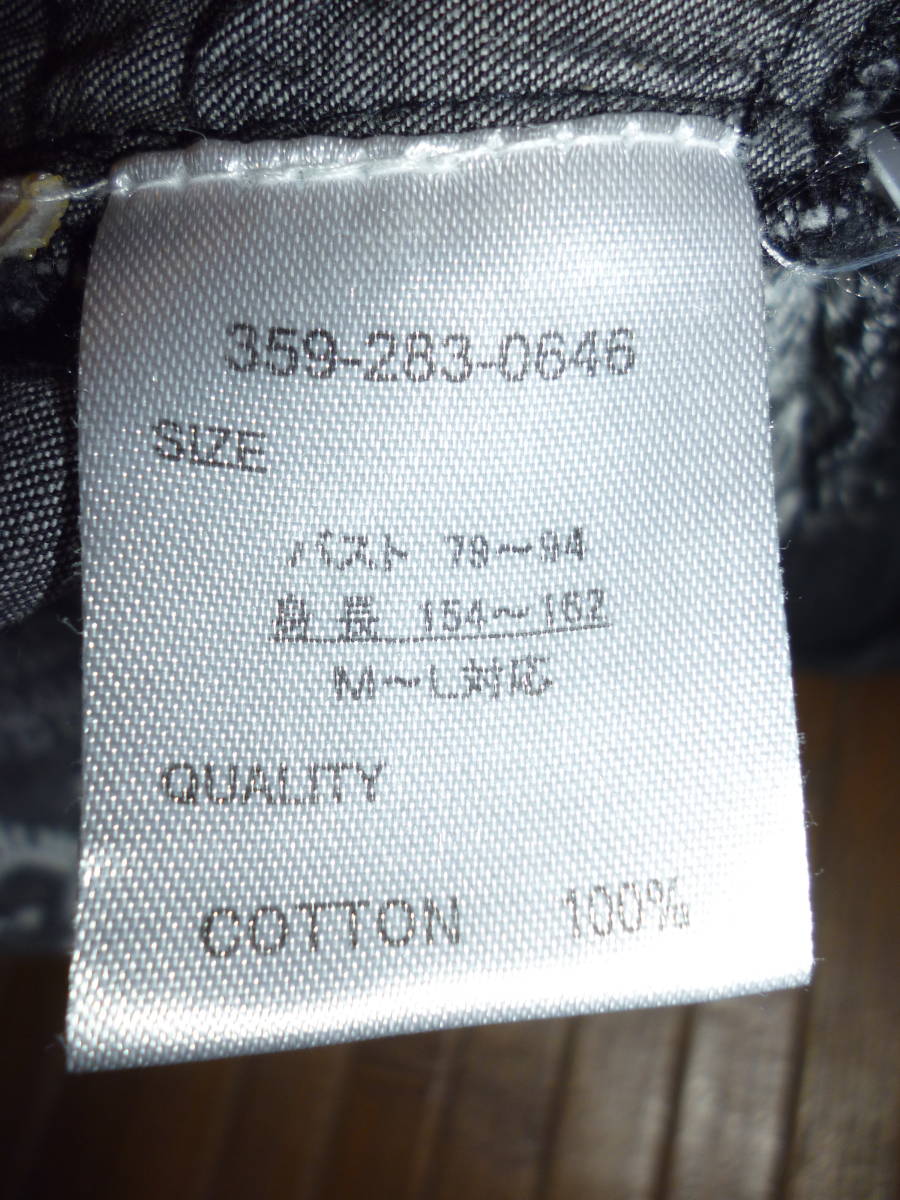 359-283-0646
SIZE
バスト 79～94
身長 154～162
M～L対応
QUALITY
COTTON 100%